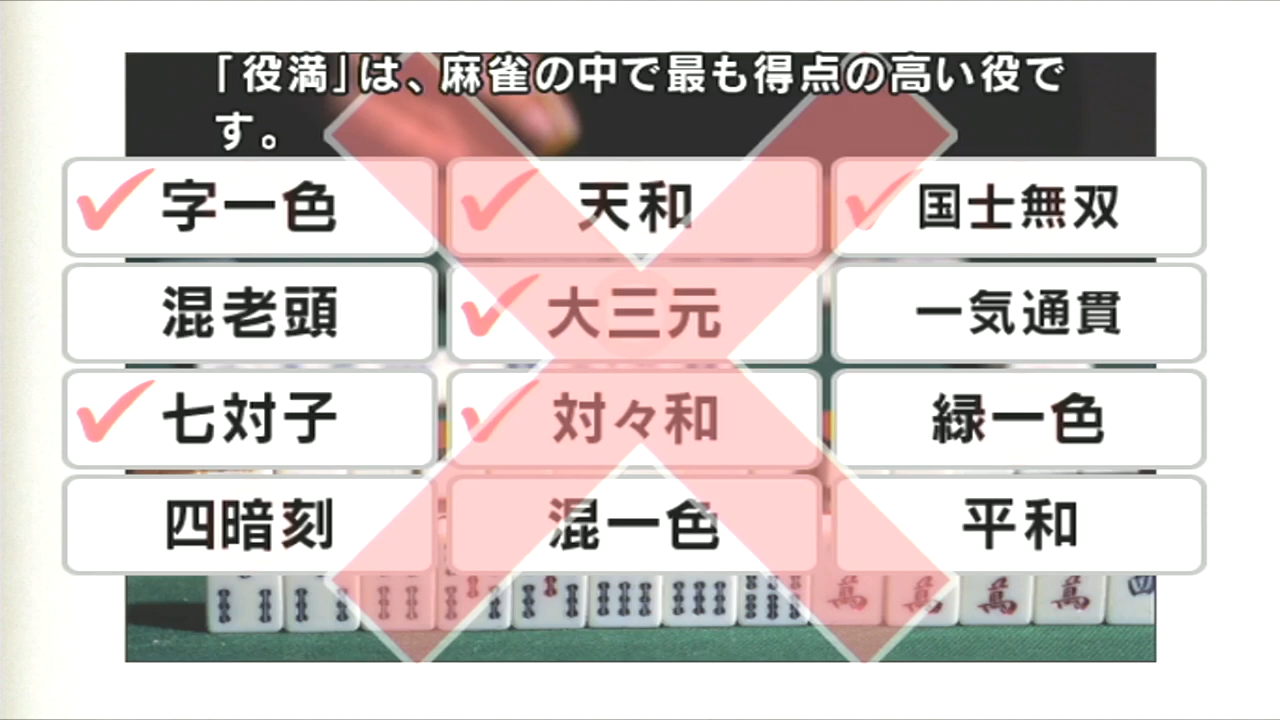 「役満」は、麻雀の中で最も得点の高い役で
す。
字一色
天和
国士無双
混老頭
大三元
一気通貫
七対子
対々和
緑一色
四暗刻
混一色
平和